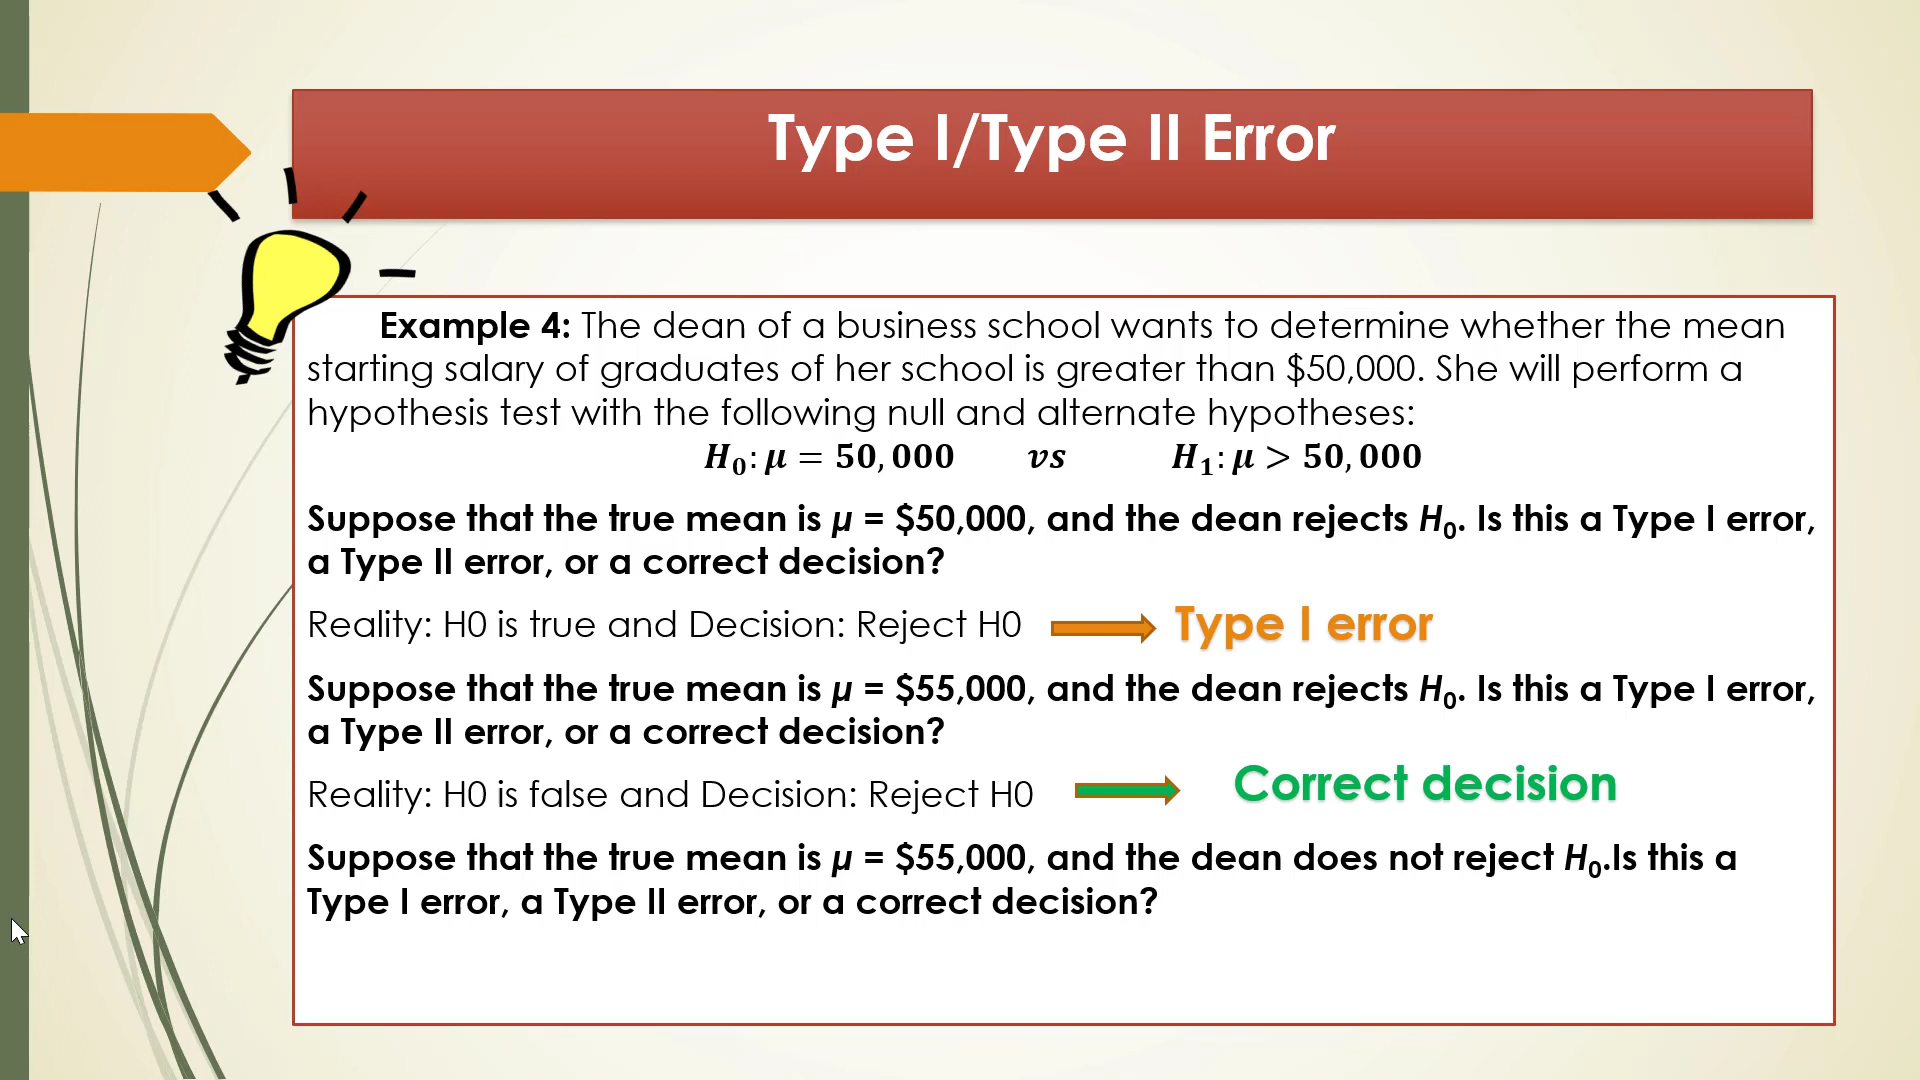 Type I/Type II Error
Example 4: The dean of a business school wants to determine whether the mean
starting salary of graduates of her school is greater than $50,000. She will perform a
hypothesis test with the following null and alternate hypotheses:
H₀: μ = 50,000 vs H₁: μ > 50,000
Suppose that the true mean is μ = $50,000, and the dean rejects H₀. Is this a Type I error,
a Type II error, or a correct decision?
Reality: H0 is true and Decision: Reject H0 Type I error
Suppose that the true mean is μ = $55,000, and the dean rejects H₀. Is this a Type I error,
a Type II error, or a correct decision?
Reality: H0 is false and Decision: Reject H0 Correct decision
Suppose that the true mean is μ = $55,000, and the dean does not reject H₀.Is this a
Type I error, a Type II error, or a correct decision?